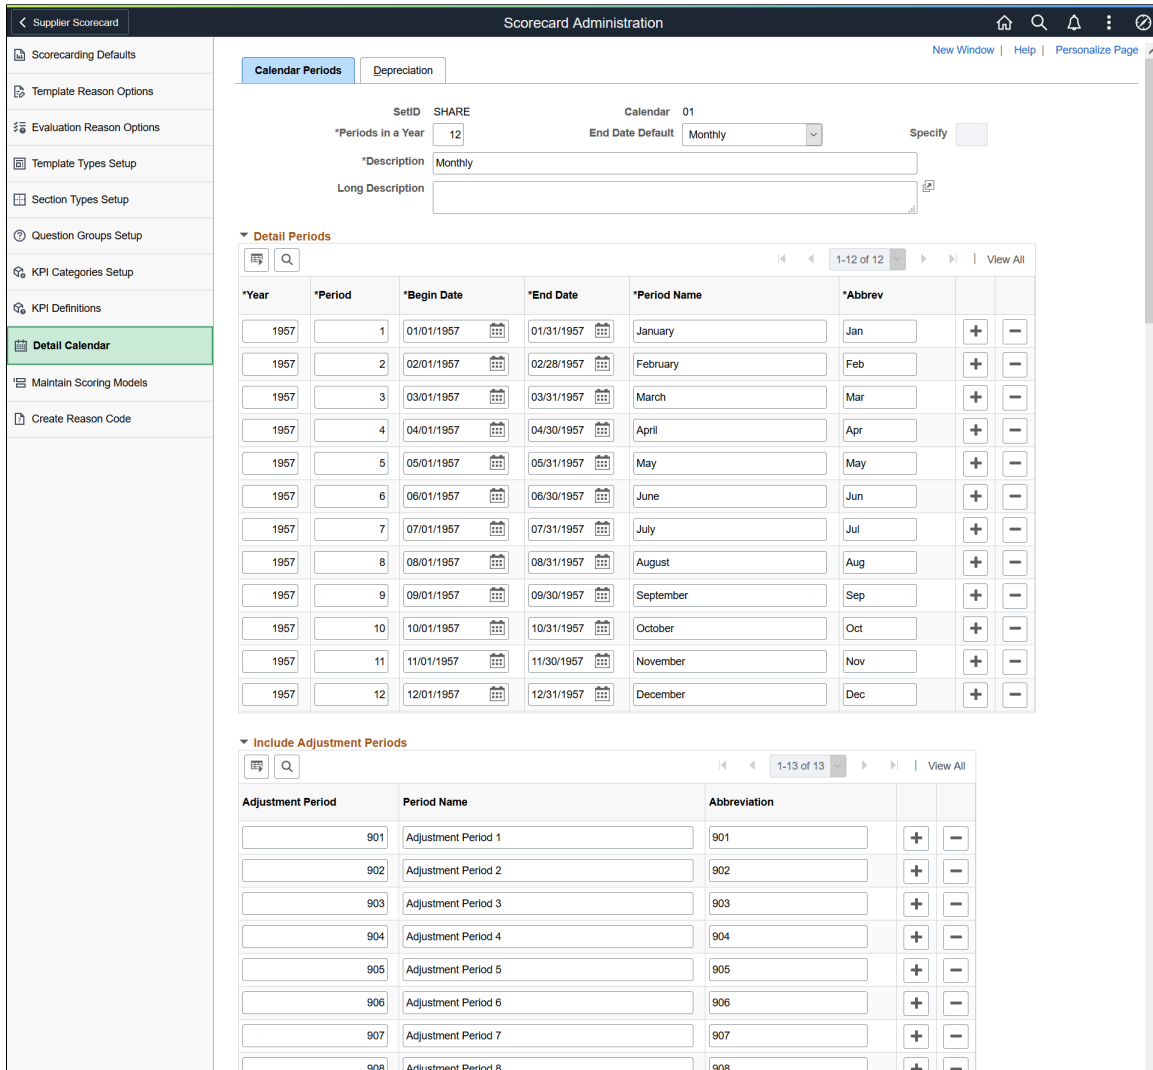 Supplier Scorecard
Scorecard Administration
New Window | Help | Personalize Page
Scorecarding Defaults
Template Reason Options
Evaluation Reason Options
Template Types Setup
Section Types Setup
Question Groups Setup
KPI Categories Setup
KPI Definitions
Detail Calendar
Maintain Scoring Models
Create Reason Code
Calendar Periods Depreciation
SetID SHARE Calendar 01
*Periods in a Year 12 End Date Default Monthly Specify
*Description Monthly
Long Description
Detail Periods
1-12 of 12 | View All
*Year *Period *Begin Date *End Date *Period Name *Abbrev
1957 1 01/01/1957 01/31/1957 January Jan
1957 2 02/01/1957 02/28/1957 February Feb
1957 3 03/01/1957 03/31/1957 March Mar
1957 4 04/01/1957 04/30/1957 April Apr
1957 5 05/01/1957 05/31/1957 May May
1957 6 06/01/1957 06/30/1957 June Jun
1957 7 07/01/1957 07/31/1957 July Jul
1957 8 08/01/1957 08/31/1957 August Aug
1957 9 09/01/1957 09/30/1957 September Sep
1957 10 10/01/1957 10/31/1957 October Oct
1957 11 11/01/1957 11/30/1957 November Nov
1957 12 12/01/1957 12/31/1957 December Dec
Include Adjustment Periods
1-13 of 13 | View All
Adjustment Period Period Name Abbreviation
901 Adjustment Period 1 901
902 Adjustment Period 2 902
903 Adjustment Period 3 903
904 Adjustment Period 4 904
905 Adjustment Period 5 905
906 Adjustment Period 6 906
907 Adjustment Period 7 907
908 Adjustment Period 8 908